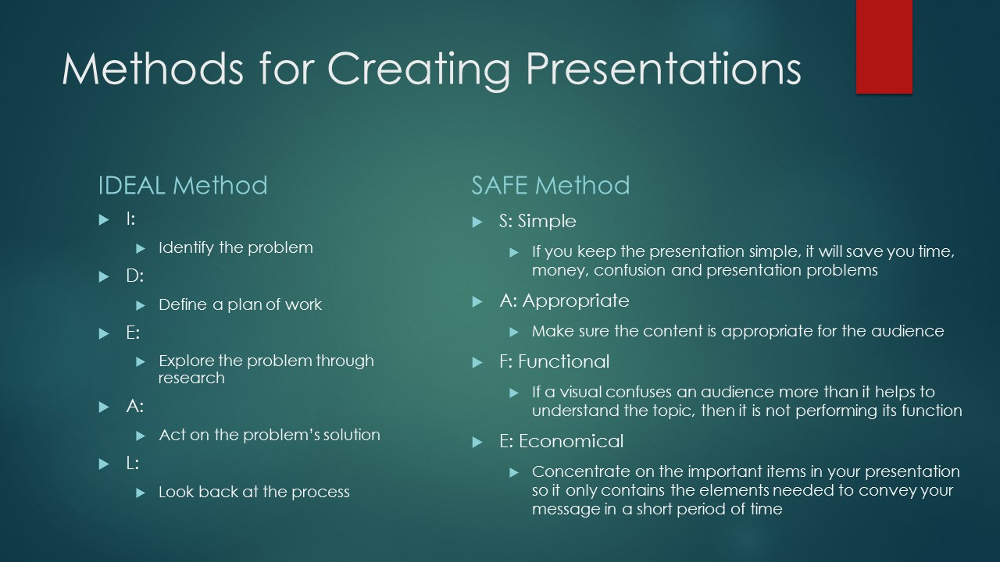 Methods for Creating Presentations
IDEAL Method
I:
Identify the problem
D:
Define a plan of work
E:
Explore the problem through
research
A:
Act on the problem’s solution
L:
Look back at the process
SAFE Method
S: Simple
If you keep the presentation simple, it will save you time,
money, confusion and presentation problems
A: Appropriate
Make sure the content is appropriate for the audience
F: Functional
If a visual confuses an audience more than it helps to
understand the topic, then it is not performing its function
E: Economical
Concentrate on the important items in your presentation
so it only contains the elements needed to convey your
message in a short period of time